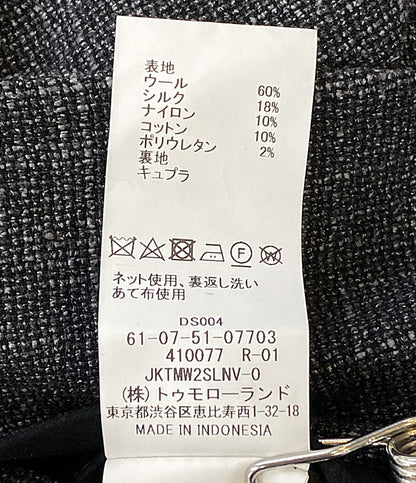 表地
ウール 60%
シルク 18%
ナイロン 10%
コットン 10%
ポリウレタン 2%
裏地
キュプラ
F
W
ネット使用、裏返し洗い
あて布使用
DS004
61-07-51-07703
410077 R-01
JKTMW2SLNV-0
(株)トゥモローランド
東京都渋谷区恵比寿西1-32-18
MADE IN INDONESIA